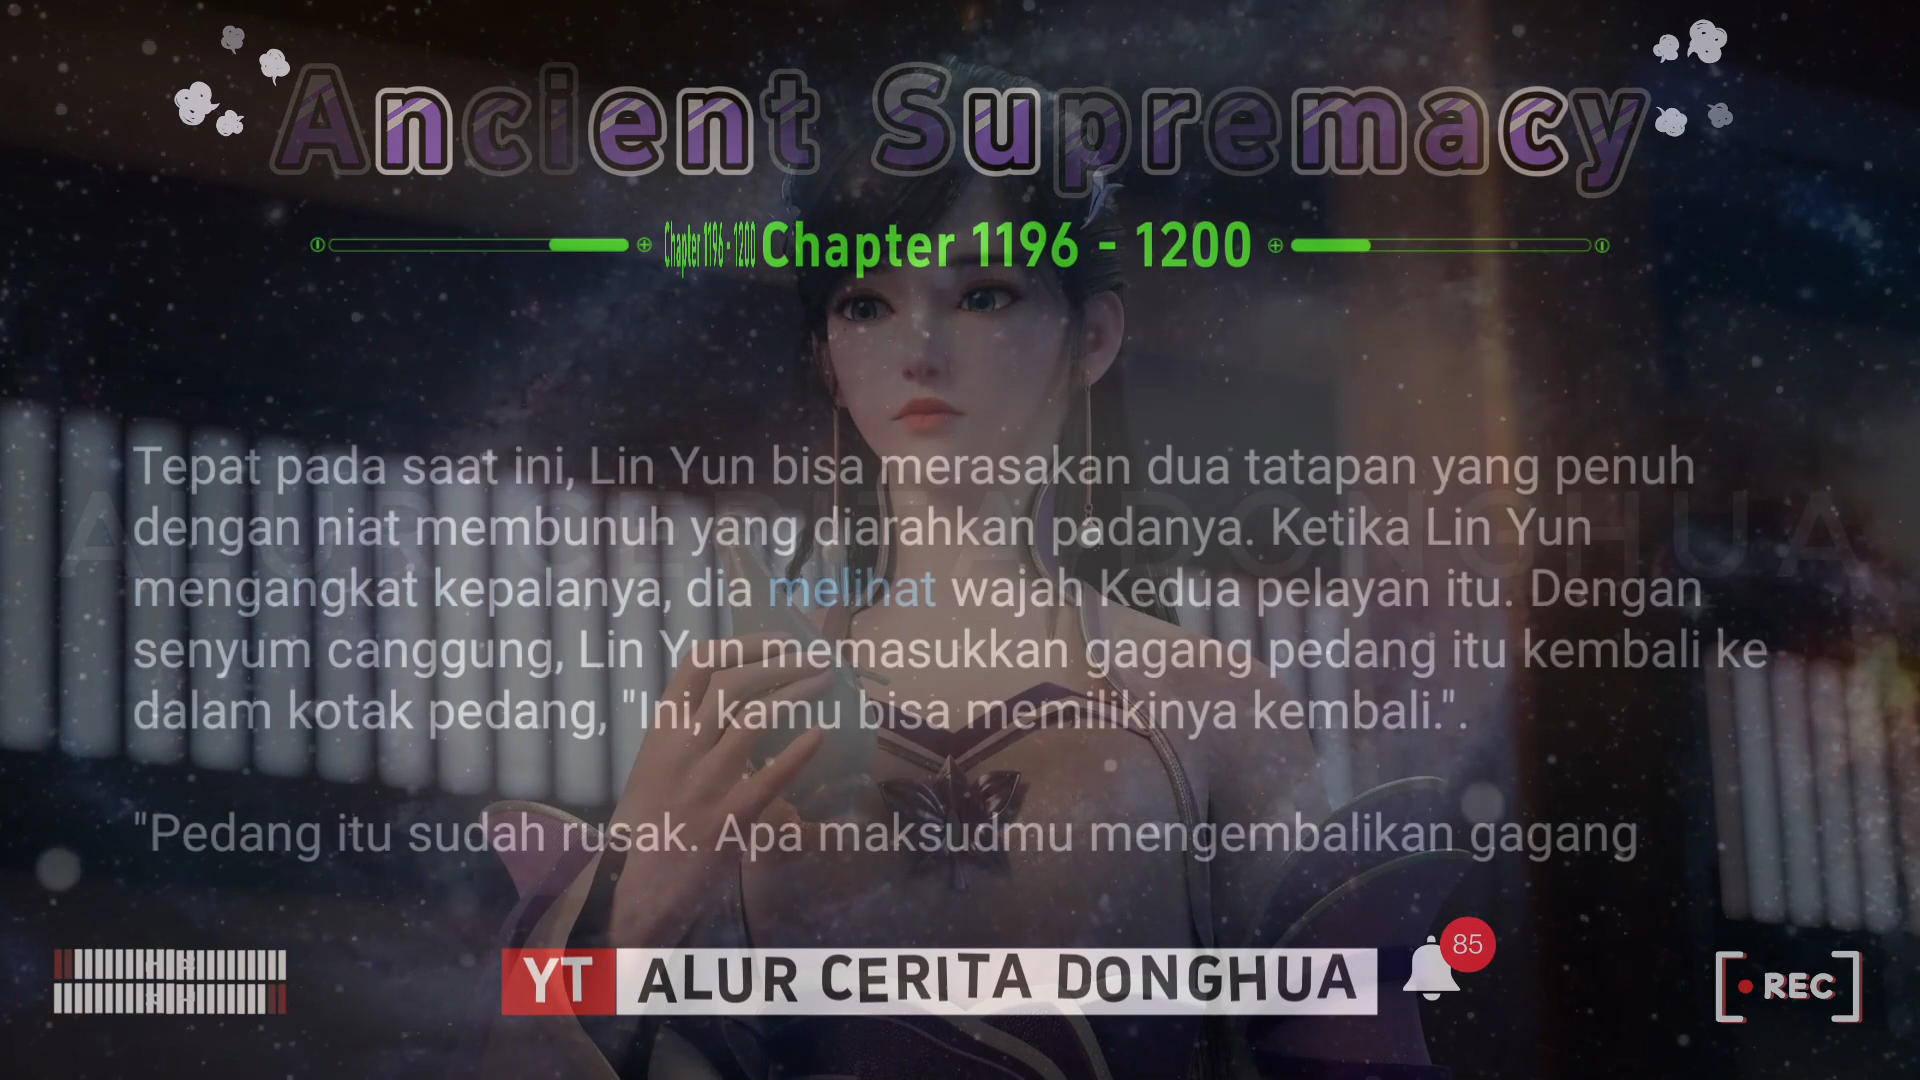 Ancient Supremacy
Chapter 1196 - 1200 Chapter 1196 - 1200
Tepat pada saat ini, Lin Yun bisa merasakan dua tatapan yang penuh
dengan niat membunuh yang diarahkan padanya. Ketika Lin Yun
mengangkat kepalanya, dia melihat wajah Kedua pelayan itu. Dengan
senyum canggung, Lin Yun memasukkan gagang pedang itu kembali ke
dalam kotak pedang, "Ini, kamu bisa memilikinya kembali.".
"Pedang itu sudah rusak. Apa maksudmu mengembalikan gagang
ALUR CERITA DONGHUA
YT ALUR CERITA DONGHUA
85
REC